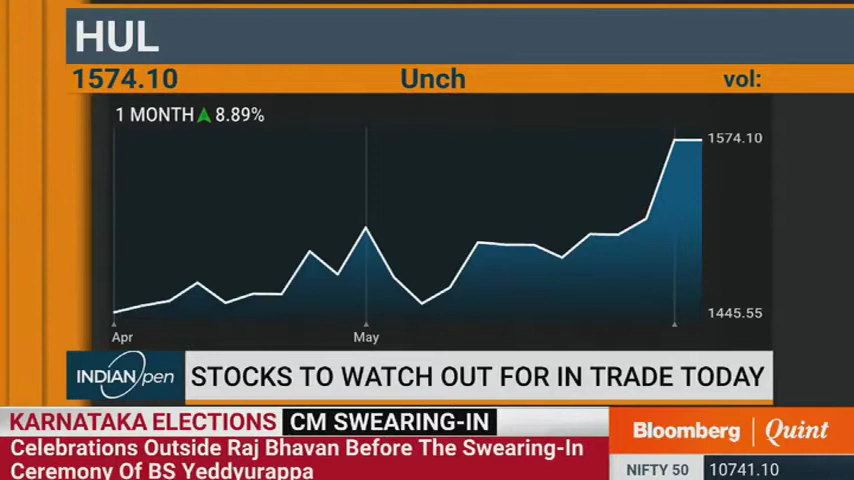 HUL
1574.10 Unch vol:
1 MONTH ▲ 8.89%
1574.10
1445.55
Apr May
INDIAN open STOCKS TO WATCH OUT FOR IN TRADE TODAY
KARNATAKA ELECTIONS CM SWEARING-IN
Celebrations Outside Raj Bhavan Before The Swearing-In
Ceremony Of BS Yeddyurappa
Bloomberg | Quint
NIFTY 50 10741.10